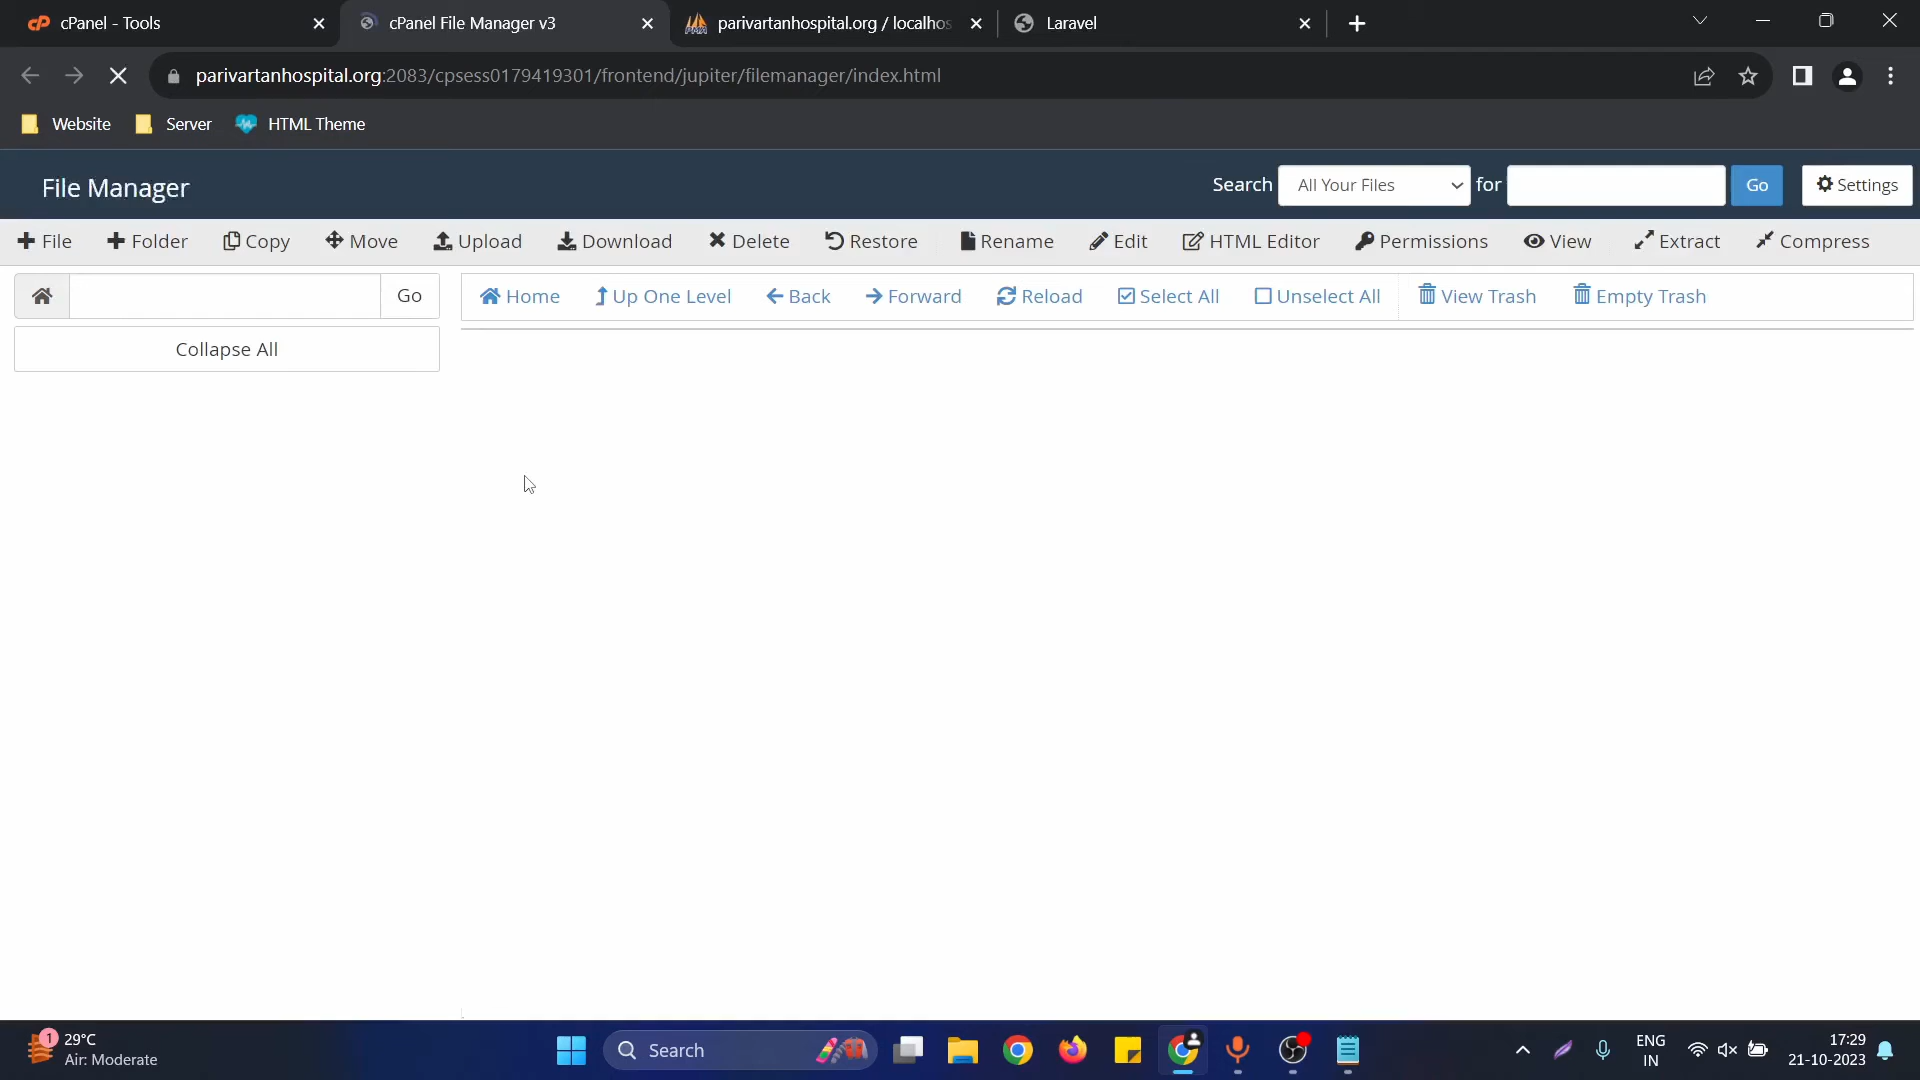 cPanel - Tools
cPanel File Manager v3
parivartanhospital.org / localhos
Laravel
parivartanhospital.org:2083/cpsess0179419301/frontend/jupiter/filemanager/index.html
Website
Server
HTML Theme
File Manager
Search
All Your Files
for
Go
Settings
File
Folder
Copy
Move
Upload
Download
Delete
Restore
Rename
Edit
HTML Editor
Permissions
View
Extract
Compress
Go
Home
Up One Level
Back
Forward
Reload
Select All
Unselect All
View Trash
Empty Trash
Collapse All
1
29°C
Air: Moderate
Search
ENG
IN
17:29
21-10-2023